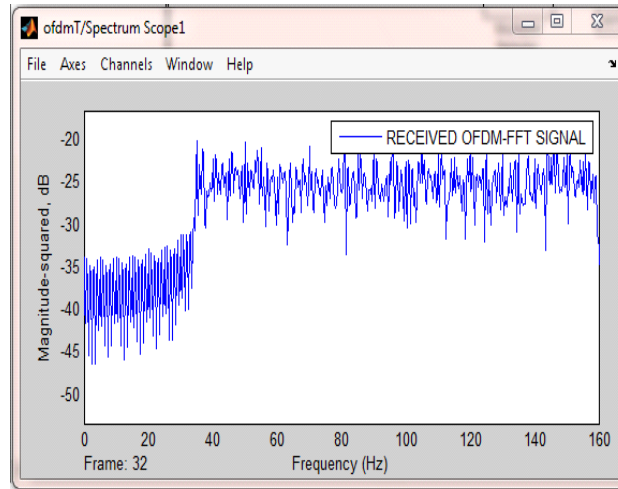 ofdmT/Spectrum Scope1
File Axes Channels Window Help
RECEIVED OFDM-FFT SIGNAL
Magnitude-squared, dB
-20
-25
-30
-35
-40
-45
-50
0 20 40 60 80 100 120 140 160
Frame: 32 Frequency (Hz)